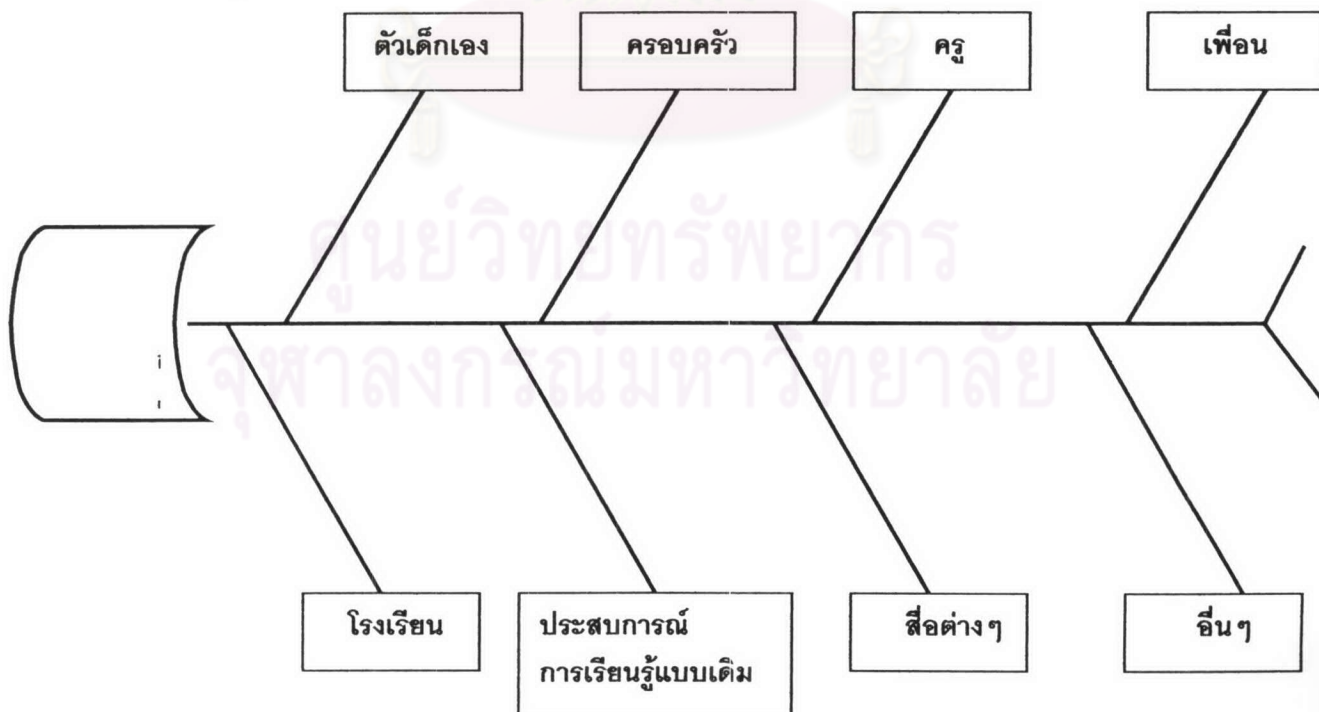 ตัวเด็กเอง
ครอบครัว
ครู
เพื่อน
ศูนย์วิทยทรัพยากร
จุฬาลงกรณ์มหาวิทยาลัย
โรงเรียน
ประสบการณ์
การเรียนรู้แบบเดิม
สื่อต่างๆ
อื่นๆ